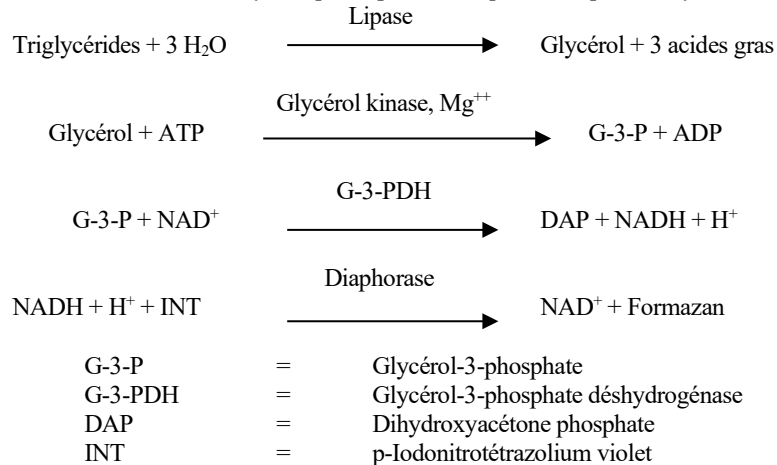 Lipase
Triglycérides + 3 H₂O Glycérol + 3 acides gras
Glycérol kinase, Mg⁺⁺
Glycérol + ATP G-3-P + ADP
G-3-PDH
G-3-P + NAD⁺ DAP + NADH + H⁺
Diaphorase
NADH + H⁺ + INT NAD⁺ + Formazan
G-3-P = Glycérol-3-phosphate
G-3-PDH = Glycérol-3-phosphate déshydrogénase
DAP = Dihydroxyacétone phosphate
INT = p-Iodonitrotétrazolium violet